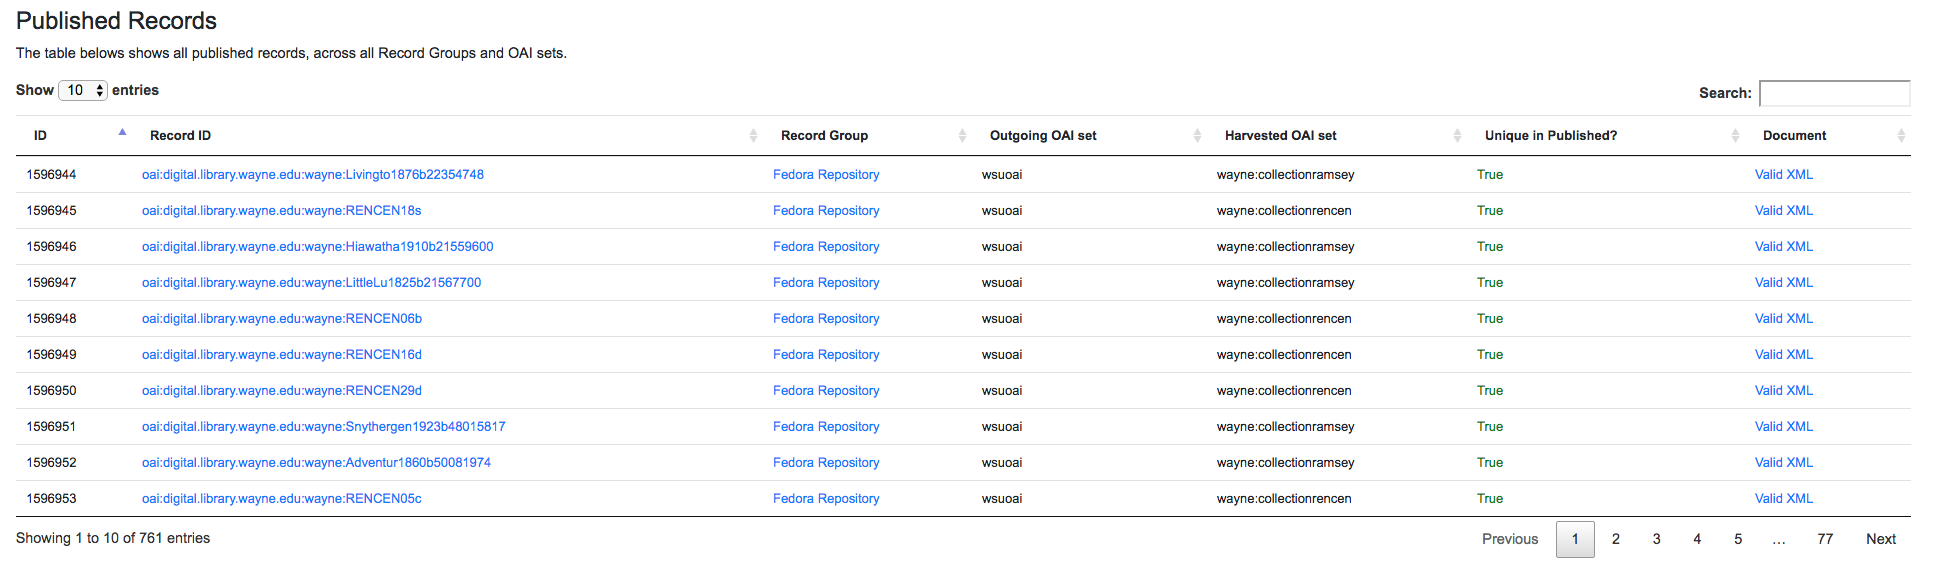 Published Records
The table belows shows all published records, across all Record Groups and OAI sets.
Show 10 entries Search:
ID Record ID Record Group Outgoing OAI set Harvested OAI set Unique in Published? Document
1596944 oai:digital.library.wayne.edu:wayne:Livingto1876b22354748 Fedora Repository wsuoai wayne:collectionramsey True Valid XML
1596945 oai:digital.library.wayne.edu:wayne:RENCEN18s Fedora Repository wsuoai wayne:collectionrencen True Valid XML
1596946 oai:digital.library.wayne.edu:wayne:Hiawatha1910b21559600 Fedora Repository wsuoai wayne:collectionramsey True Valid XML
1596947 oai:digital.library.wayne.edu:wayne:LittleLu1825b21567700 Fedora Repository wsuoai wayne:collectionramsey True Valid XML
1596948 oai:digital.library.wayne.edu:wayne:RENCEN06b Fedora Repository wsuoai wayne:collectionrencen True Valid XML
1596949 oai:digital.library.wayne.edu:wayne:RENCEN16d Fedora Repository wsuoai wayne:collectionrencen True Valid XML
1596950 oai:digital.library.wayne.edu:wayne:RENCEN29d Fedora Repository wsuoai wayne:collectionrencen True Valid XML
1596951 oai:digital.library.wayne.edu:wayne:Snythergen1923b48015817 Fedora Repository wsuoai wayne:collectionramsey True Valid XML
1596952 oai:digital.library.wayne.edu:wayne:Adventur1860b50081974 Fedora Repository wsuoai wayne:collectionramsey True Valid XML
1596953 oai:digital.library.wayne.edu:wayne:RENCEN05c Fedora Repository wsuoai wayne:collectionrencen True Valid XML
Showing 1 to 10 of 761 entries Previous 1 2 3 4 5 … 77 Next